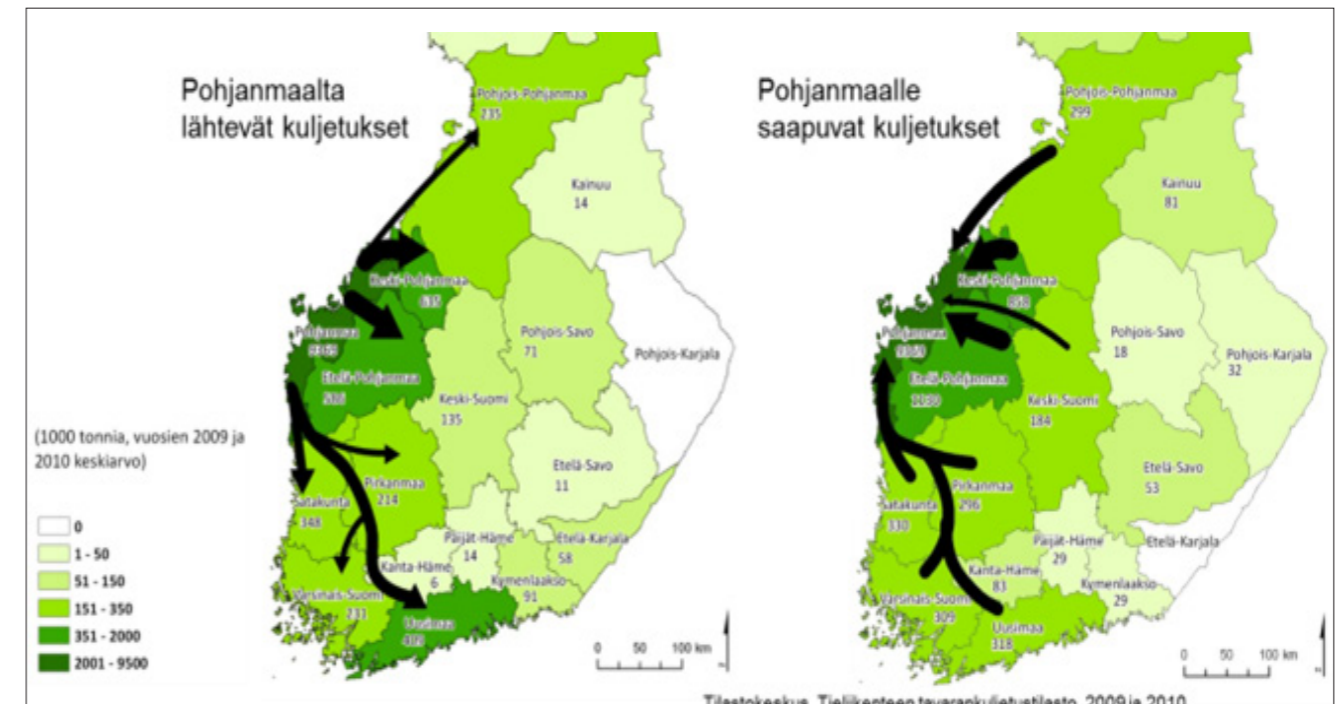 Pohjanmaalta
lähtevät kuljetukset
Pohjois-Pohjanmaa
235
Kainuu
14
Keski-Pohjanmaa
635
Pohjanmaa
Pohjois-Savo
71
Pohjois-Karjala
Etelä-Pohjanmaa
Keski-Suomi
135
(1000 tonnia, vuosien 2009 ja
2010 keskiarvo)
Etelä-Savo
11
Pirkanmaa
214
Satakunta
348
0
1 - 50
51 - 150
151 - 350
351 - 2000
2001 - 9500
Päijät-Häme
14
Etelä-Karjala
58
Kanta-Häme
6
Kymenlaakso
91
Varsinais-Suomi
231
Uusimaa
0 50 100 km
Pohjanmaalle
saapuvat kuljetukset
Pohjois-Pohjanmaa
299
Kainuu
81
Keski-Pohjanmaa
858
Pohjanmaa
Pohjois-Savo
18
Pohjois-Karjala
32
Etelä-Pohjanmaa
1130
Keski-Suomi
184
Etelä-Savo
53
Pirkanmaa
296
Satakunta
330
Päijät-Häme
29
Etelä-Karjala
Kanta-Häme
83
Kymenlaakso
29
Varsinais-Suomi
309
Uusimaa
318
0 50 100 km
Tilastokeskus, Tieliikenteen tavarankuljetustilasto, 2009 ja 2010